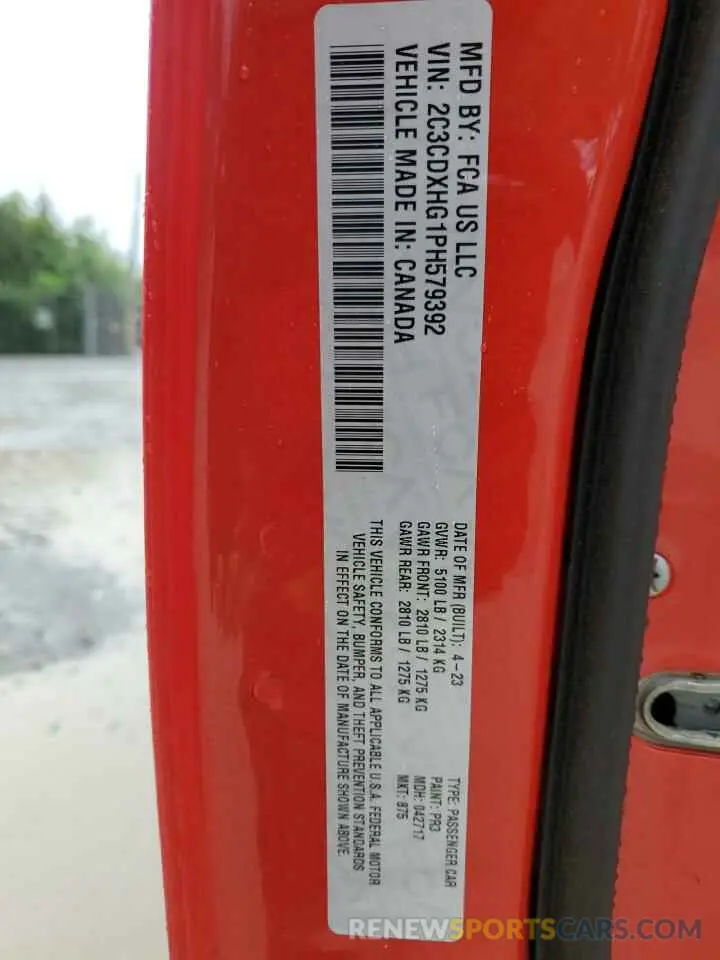 MFD BY: FCA US LLC
VIN: 2C3CDXHG1PH579392
VEHICLE MADE IN: CANADA
DATE OF MFR (BUILT): 4-23
GVWR: 5100 LB / 2314 KG
GAWR FRONT: 2810 LB / 1275 KG
GAWR REAR: 2810 LB / 1275 KG
THIS VEHICLE CONFORMS TO ALL APPLICABLE U.S.A. FEDERAL MOTOR
VEHICLE SAFETY, BUMPER, AND THEFT PREVENTION STANDARDS
IN EFFECT ON THE DATE OF MANUFACTURE SHOWN ABOVE.
TYPE: PASSENGER CAR
PAINT: PR3
MDH: 042717
MKT: 875
RENEWSPORTSCARS.COM